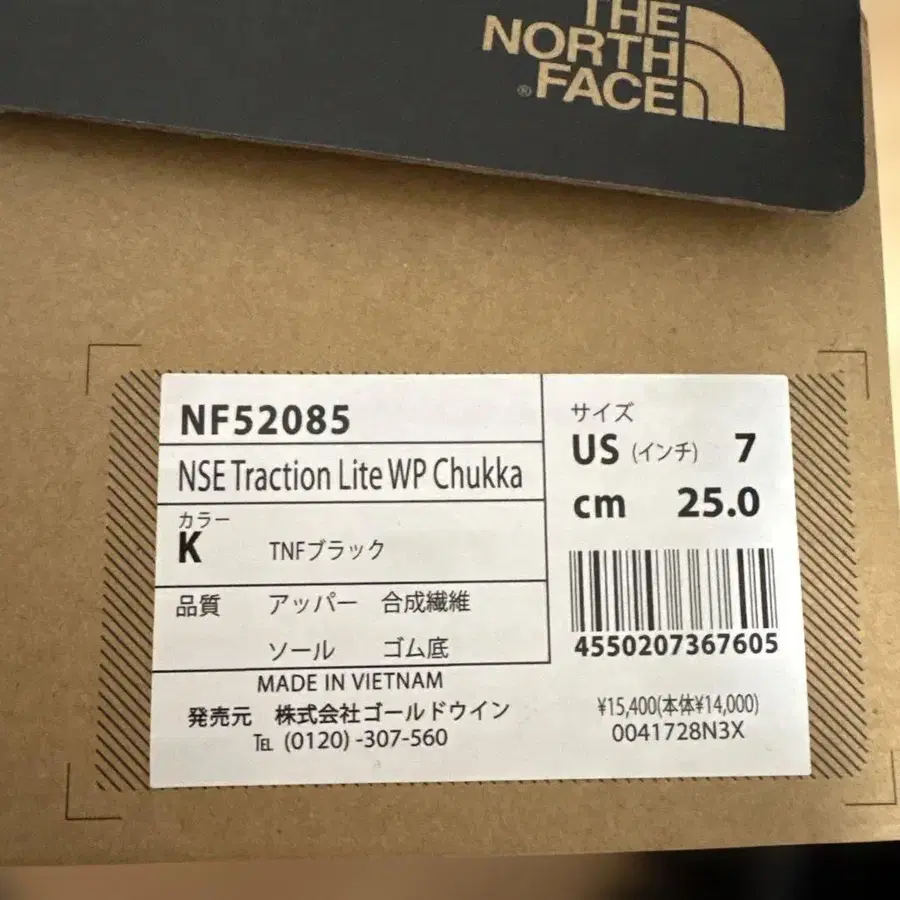 THE
NORTH
® FACE
NF52085
NSE Traction Lite WP Chukka
カラー
K TNFブラック
品質 アッパー 合成繊維
ソール ゴム底
MADE IN VIETNAM
発売元 株式会社ゴールドウイン
℡ (0120) -307-560
サイズ
US (インチ) 7
cm 25.0
4550207367605
¥15,400(本体¥14,000)
0041728N3X